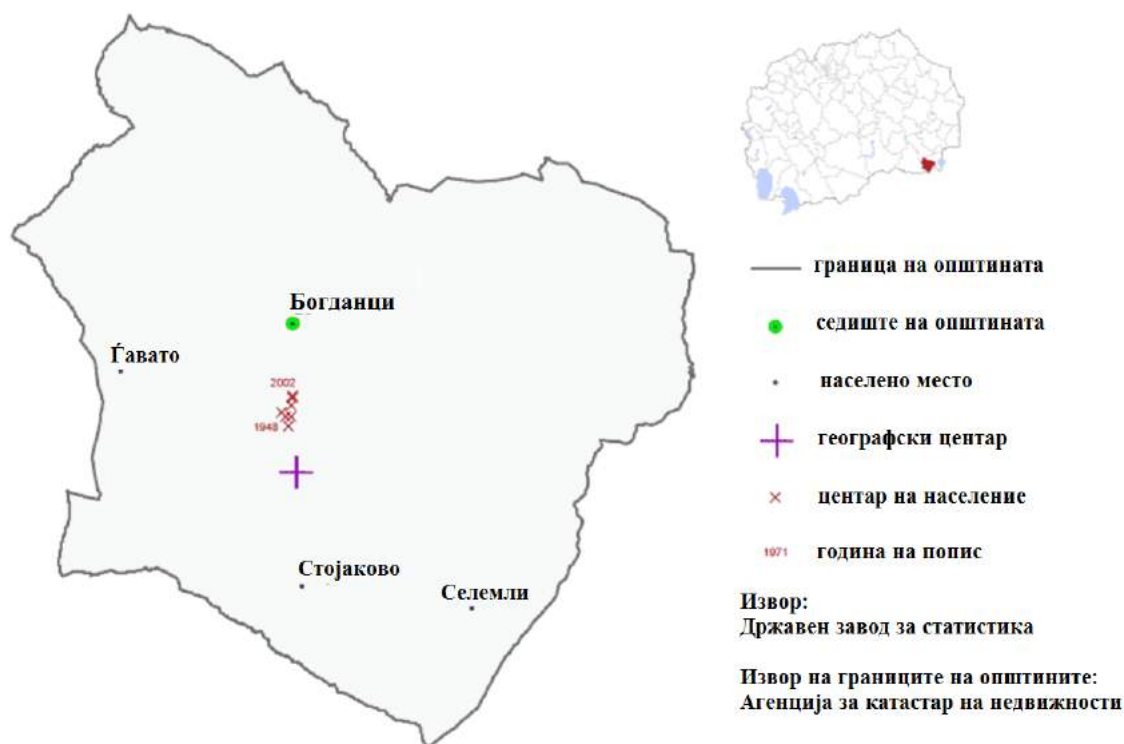 Богданци
Ѓавато
2002
1948
Стојаково
Селемли
граница на општината
седиште на општината
населено место
географски центар
центар на население
1971 година на попис
Извор:
Државен завод за статистика
Извор на границите на општините:
Агенција за катастар на недвижности